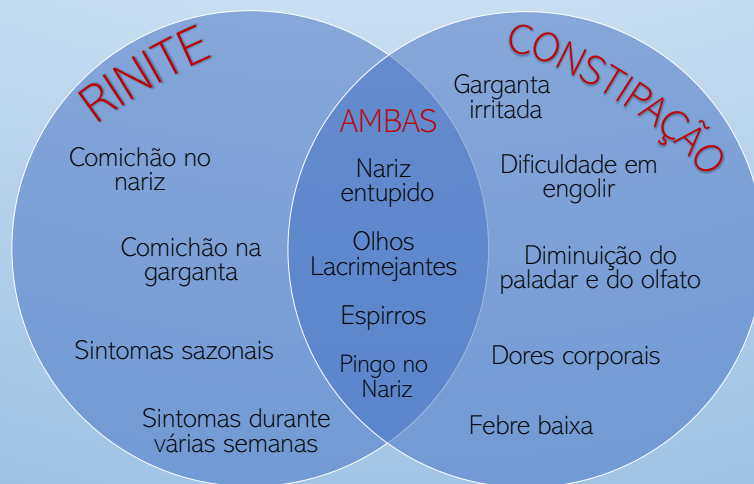 RINITE
Comichão no
nariz
Comichão na
garganta
Sintomas sazonais
Sintomas durante
várias semanas
AMBAS
Nariz
entupido
Olhos
Lacrimejantes
Espirros
Pingo no
Nariz
CONSTIPAÇÃO
Garganta
irritada
Dificuldade em
engolir
Diminuição do
paladar e do olfato
Dores corporais
Febre baixa